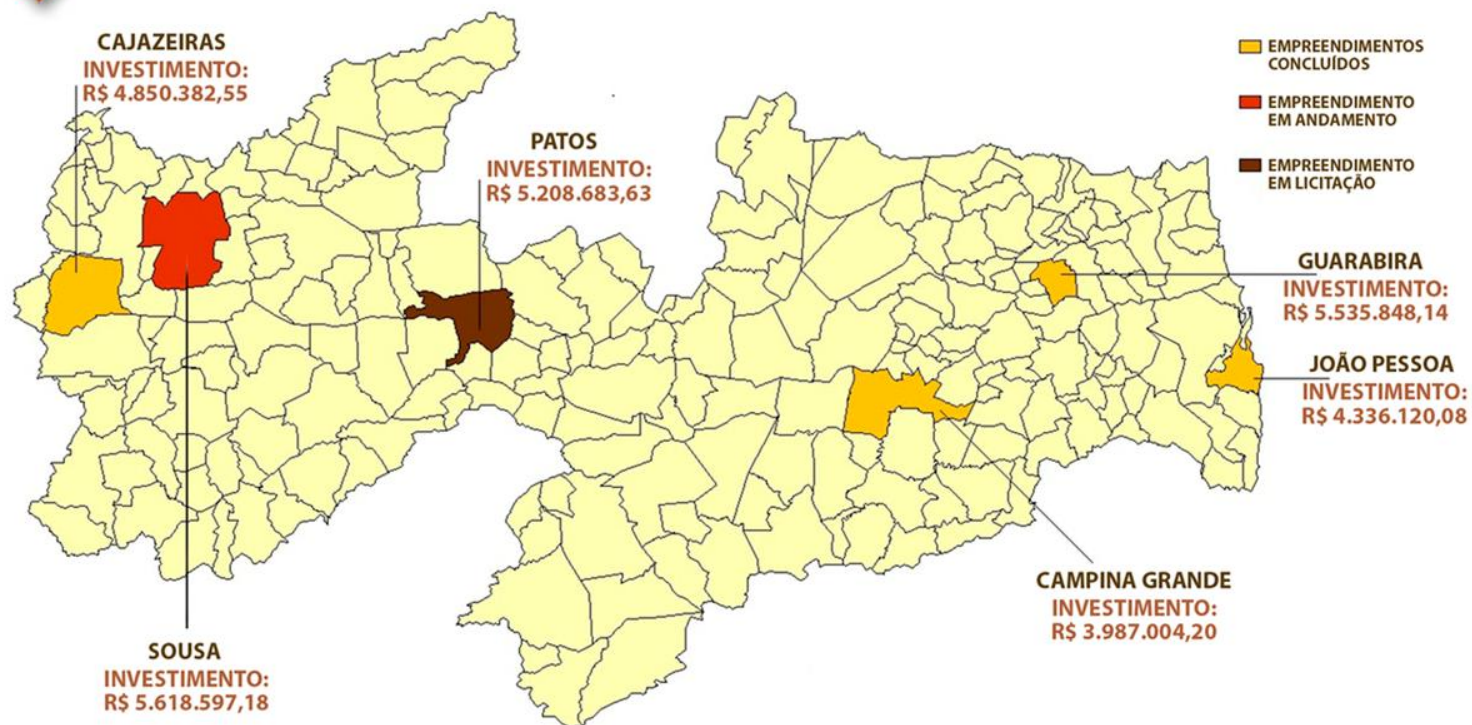 CAJAZEIRAS
INVESTIMENTO:
R$ 4.850.382,55
PATOS
INVESTIMENTO:
R$ 5.208.683,63
EMPREENDIMENTOS
CONCLUÍDOS
EMPREENDIMENTO
EM ANDAMENTO
EMPREENDIMENTO
EM LICITAÇÃO
GUARABIRA
INVESTIMENTO:
R$ 5.535.848,14
JOÃO PESSOA
INVESTIMENTO:
R$ 4.336.120,08
CAMPINA GRANDE
INVESTIMENTO:
R$ 3.987.004,20
SOUSA
INVESTIMENTO:
R$ 5.618.597,18